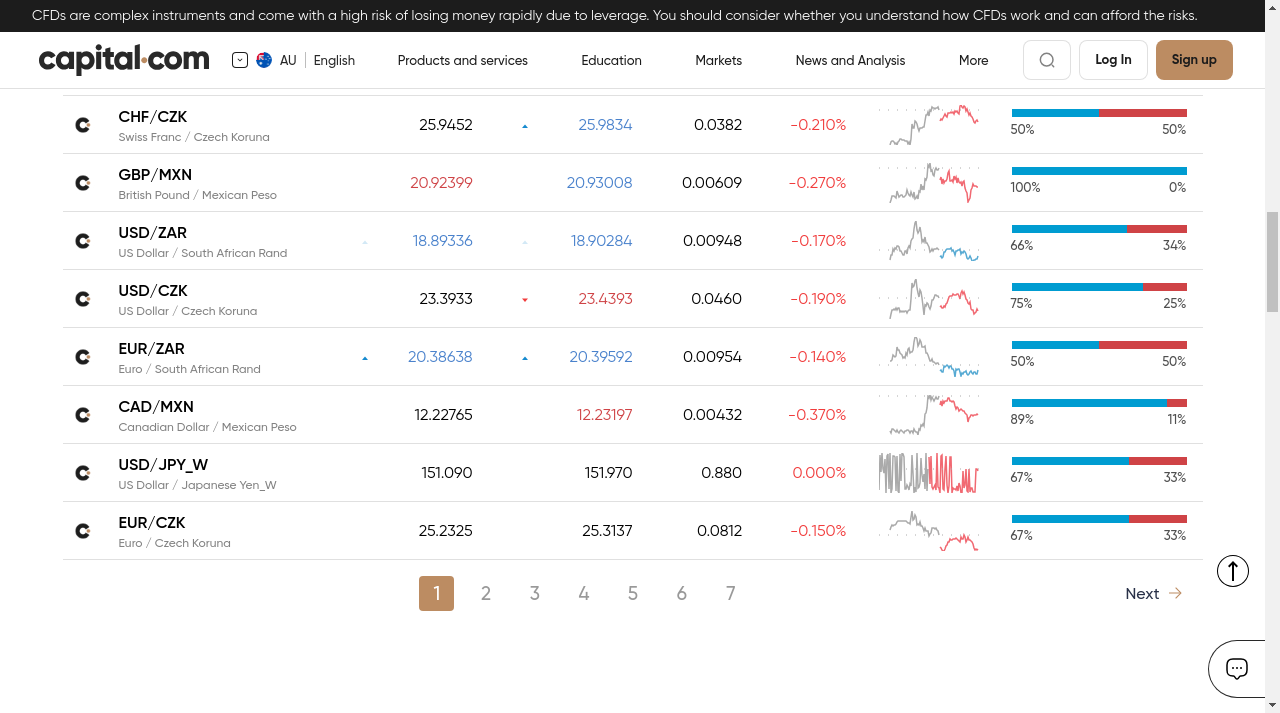 CFDs are complex instruments and come with a high risk of losing money rapidly due to leverage. You should consider whether you understand how CFDs work and can afford the risks.
capital.com AU English Products and services Education Markets News and Analysis More Log In Sign up
CHF/CZK 25.9452 25.9834 0.0382 -0.210%
Swiss Franc / Czech Koruna 50% 50%
GBP/MXN 20.92399 20.93008 0.00609 -0.270%
British Pound / Mexican Peso 100% 0%
USD/ZAR 18.89336 18.90284 0.00948 -0.170%
US Dollar / South African Rand 66% 34%
USD/CZK 23.3933 23.4393 0.0460 -0.190%
US Dollar / Czech Koruna 75% 25%
EUR/ZAR 20.38638 20.39592 0.00954 -0.140%
Euro / South African Rand 50% 50%
CAD/MXN 12.22765 12.23197 0.00432 -0.370%
Canadian Dollar / Mexican Peso 89% 11%
USD/JPY_W 151.090 151.970 0.880 0.000%
US Dollar / Japanese Yen_W 67% 33%
EUR/CZK 25.2325 25.3137 0.0812 -0.150%
Euro / Czech Koruna 67% 33%
1 2 3 4 5 6 7 Next